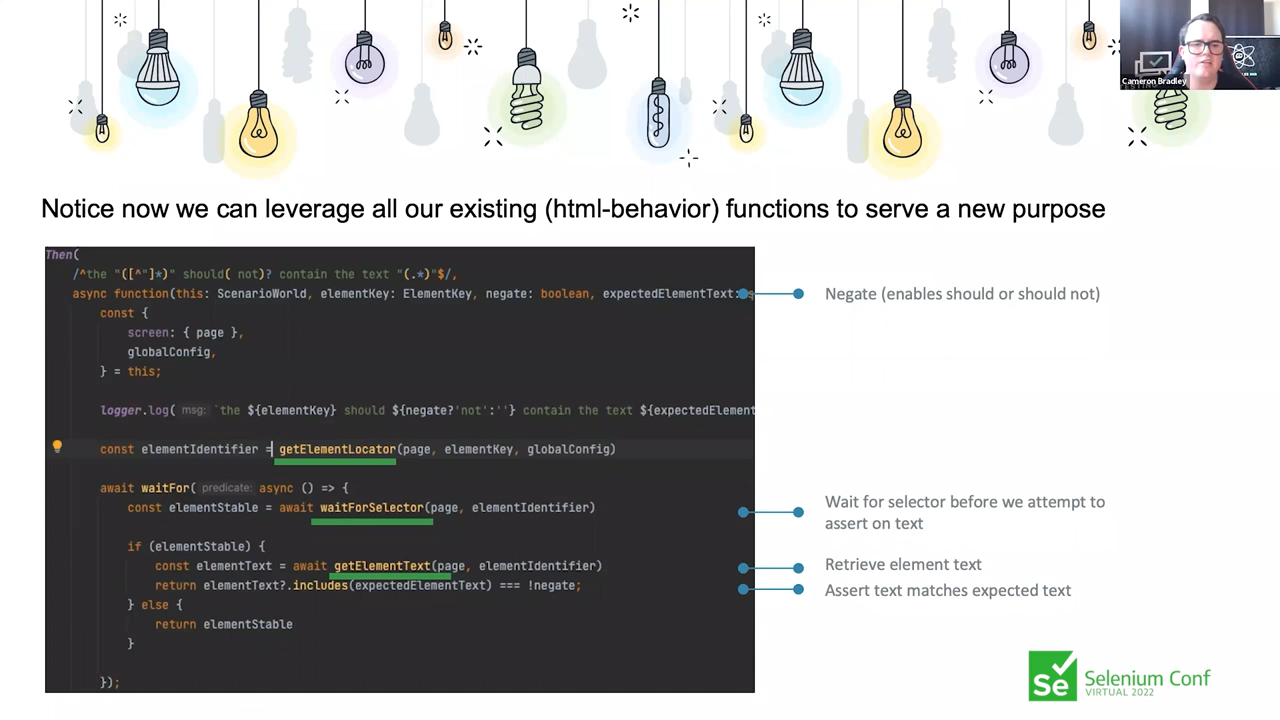 Cameron Bradley
Notice now we can leverage all our existing (html-behavior) functions to serve a new purpose
Then(
/^the "([^"]*)" should( not)? contain the text "(.*)"$/,
async function(this: ScenarioWorld, elementKey: ElementKey, negate: boolean, expectedElementText:
Negate (enables should or should not)
const {
screen: { page },
globalConfig,
} = this;
logger.log( msg: `the ${elementKey} should ${negate?'not':''} contain the text ${expectedElement
const elementIdentifier = getElementLocator(page, elementKey, globalConfig)
await waitFor( predicate: async () => {
const elementStable = await waitForSelector(page, elementIdentifier)
Wait for selector before we attempt to
assert on text
if (elementStable) {
const elementText = await getElementText(page, elementIdentifier)
Retrieve element text
return elementText?.includes(expectedElementText) === !negate;
Assert text matches expected text
} else {
return elementStable
}
});
Se Selenium Conf
VIRTUAL 2022